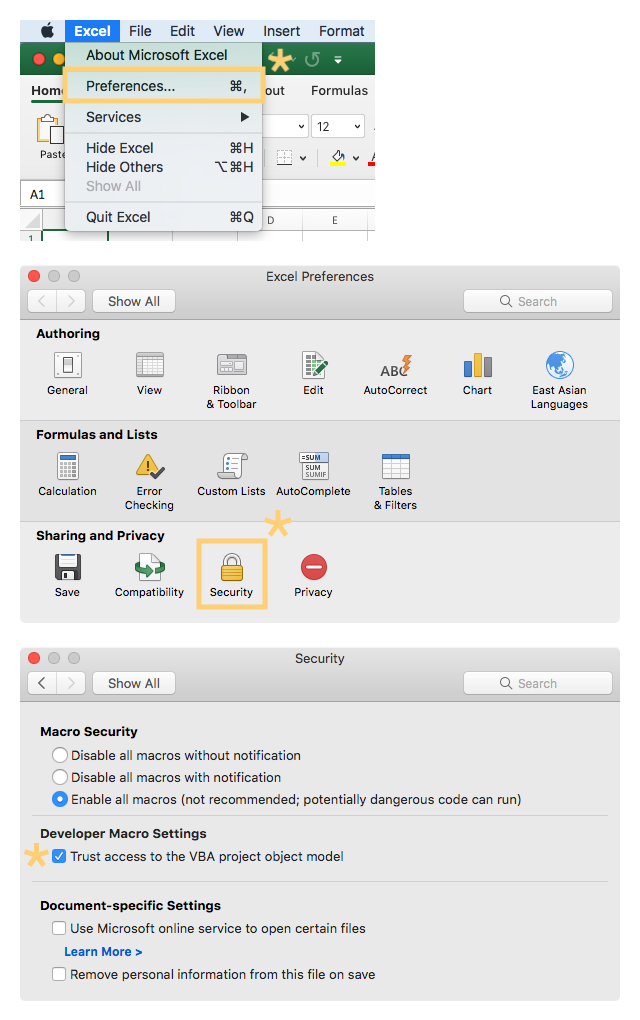 Excel File Edit View Insert Format
About Microsoft Excel
Preferences... ⌘,
Services
Hide Excel ⌘H
Hide Others ⌥⌘H
Show All
Quit Excel ⌘Q
Formulas
12
Paste
A1
D E
1
Excel Preferences
Show All
Search
Authoring
General View Ribbon & Toolbar Edit AutoCorrect Chart East Asian Languages
ABC
Formulas and Lists
=SUM
SUM
SUMIF
Calculation Error Checking Custom Lists AutoComplete Tables & Filters
Sharing and Privacy
Save Compatibility Security Privacy
Security
Show All
Search
Macro Security
Disable all macros without notification
Disable all macros with notification
Enable all macros (not recommended; potentially dangerous code can run)
Developer Macro Settings
Trust access to the VBA project object model
Document-specific Settings
Use Microsoft online service to open certain files
Learn More >
Remove personal information from this file on save